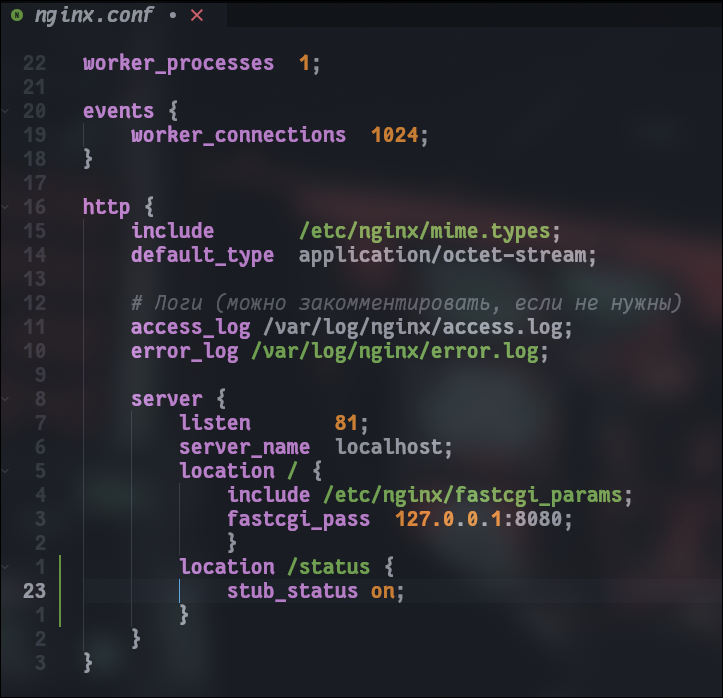 nginx.conf • ×
22 worker_processes  1;
21
20 events {
19     worker_connections  1024;
18 }
17
16 http {
15     include       /etc/nginx/mime.types;
14     default_type  application/octet-stream;
13
12     # Логи (можно закомментировать, если не нужны)
11     access_log /var/log/nginx/access.log;
10     error_log /var/log/nginx/error.log;
9
8     server {
7         listen       81;
6         server_name  localhost;
5         location / {
4             include /etc/nginx/fastcgi_params;
3             fastcgi_pass  127.0.0.1:8080;
2             }
1         location /status {
23             stub_status on;
1         }
2     }
3 }